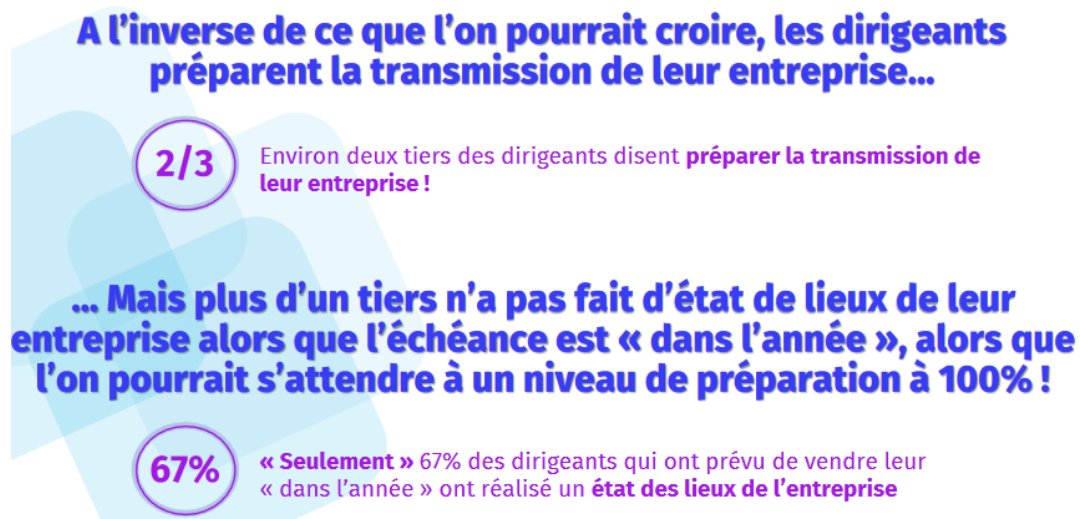 A l’inverse de ce que l’on pourrait croire, les dirigeants
préparent la transmission de leur entreprise...
2/3
Environ deux tiers des dirigeants disent préparer la transmission de
leur entreprise !
... Mais plus d’un tiers n’a pas fait d’état de lieux de leur
entreprise alors que l’échéance est « dans l’année », alors que
l’on pourrait s’attendre à un niveau de préparation à 100% !
67%
« Seulement » 67% des dirigeants qui ont prévu de vendre leur
« dans l’année » ont réalisé un état des lieux de l’entreprise